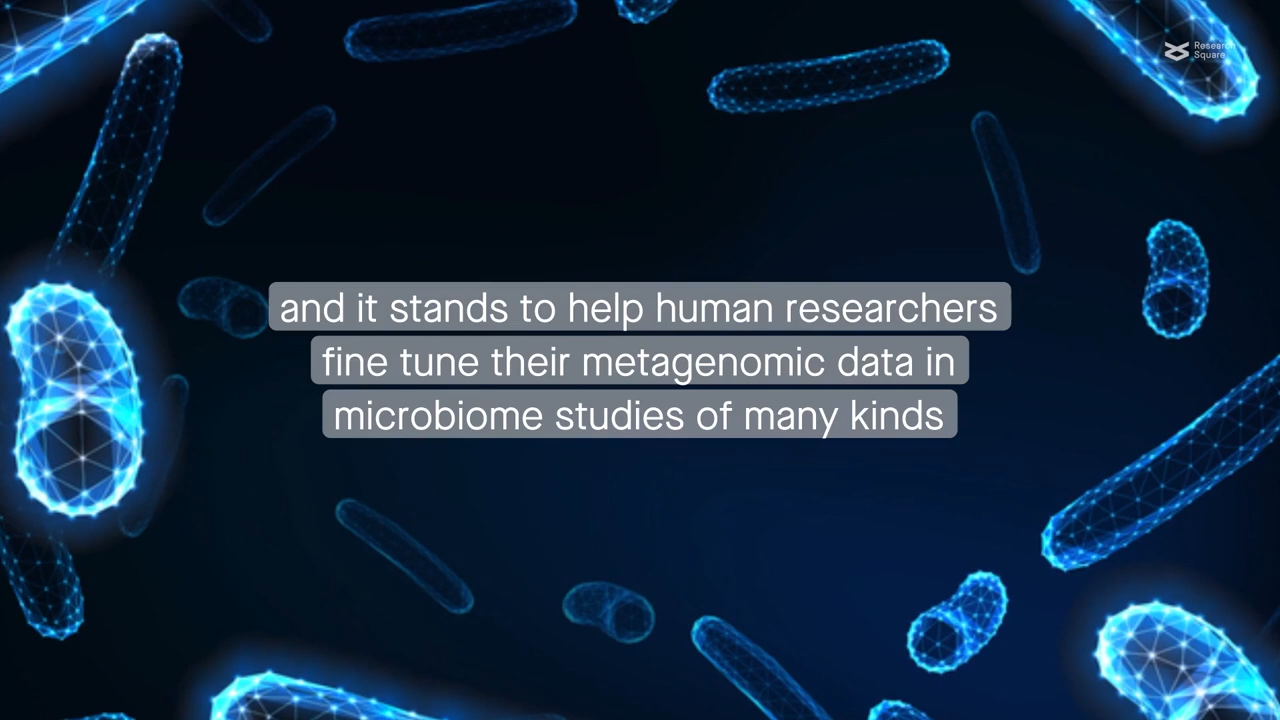 Research
Square
and it stands to help human researchers
fine tune their metagenomic data in
microbiome studies of many kinds